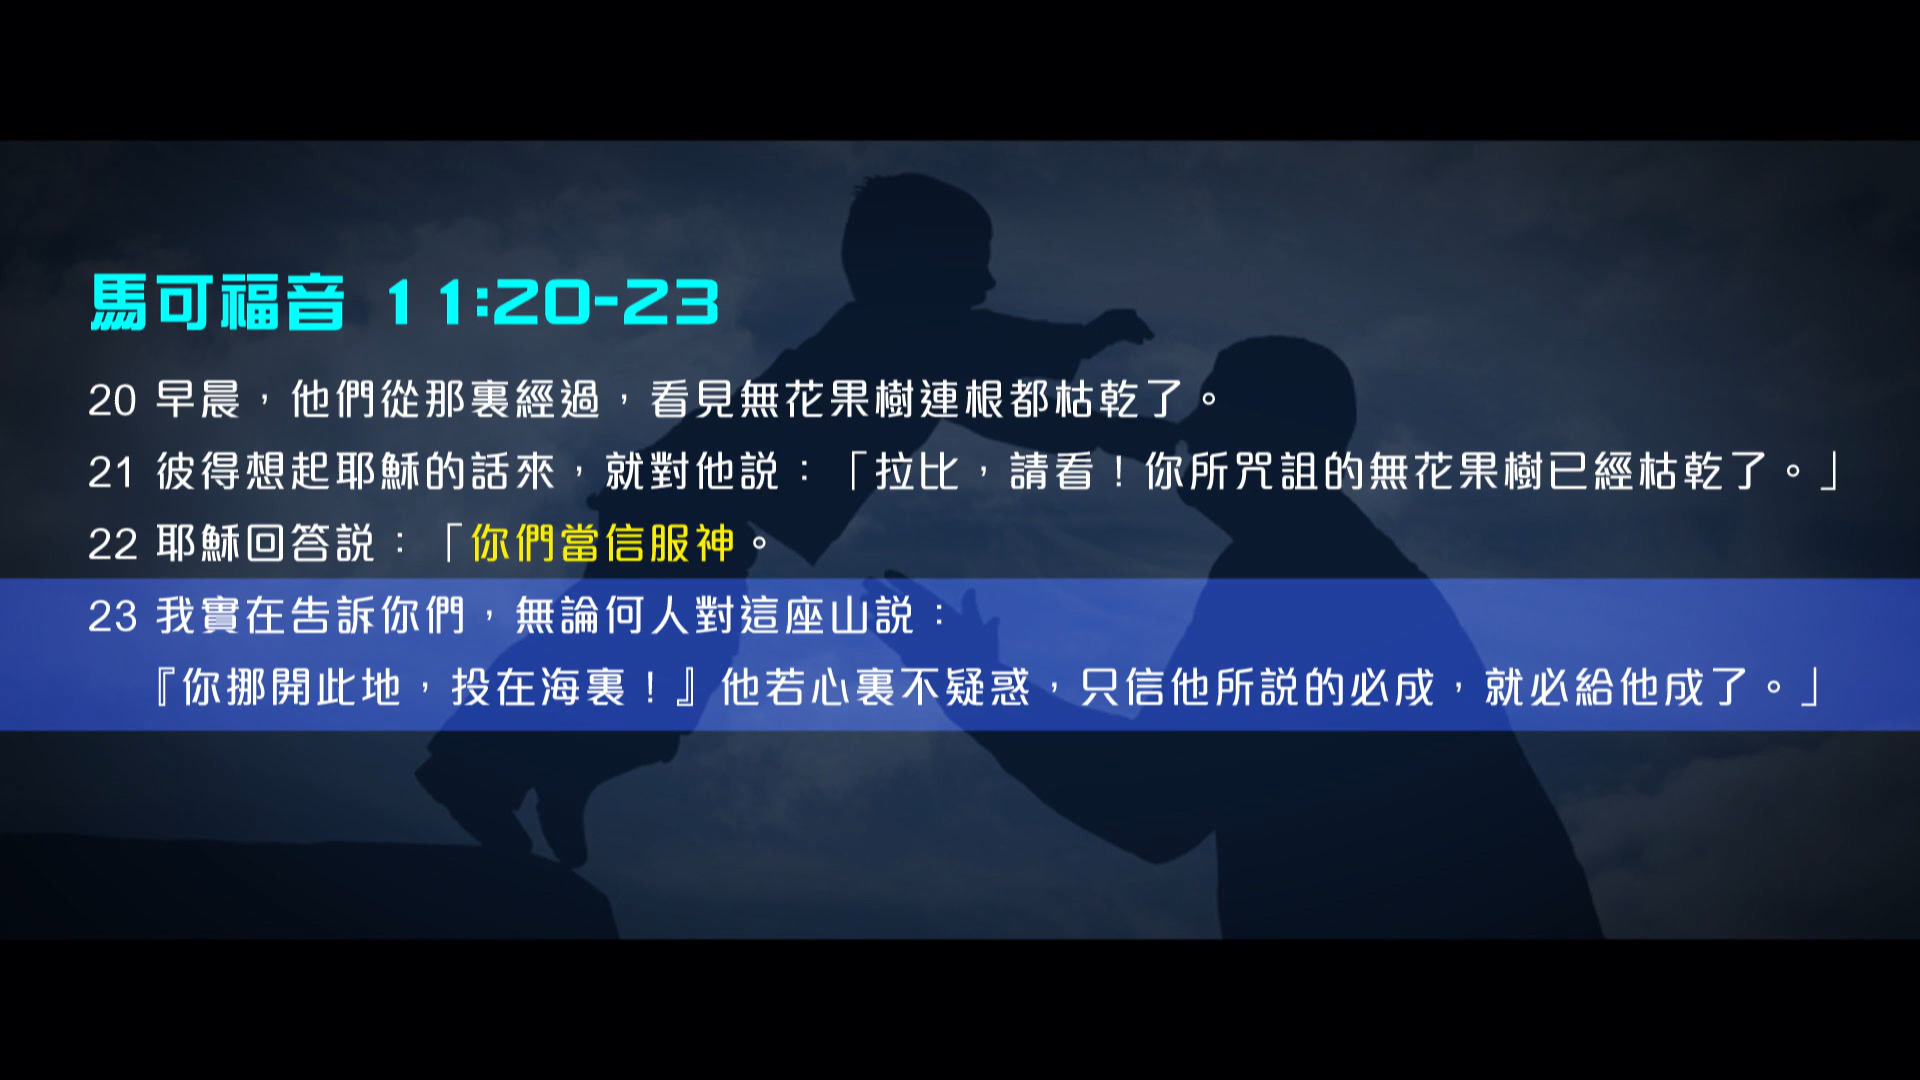 馬可福音 11:20-23
20 早晨，他們從那裏經過，看見無花果樹連根都枯乾了。
21 彼得想起耶穌的話來，就對他説：「拉比，請看！你所咒詛的無花果樹已經枯乾了。」
22 耶穌回答説：「你們當信服神。
23 我實在告訴你們，無論何人對這座山説：
『你挪開此地，投在海裏！』他若心裏不疑惑，只信他所説的必成，就必給他成了。」